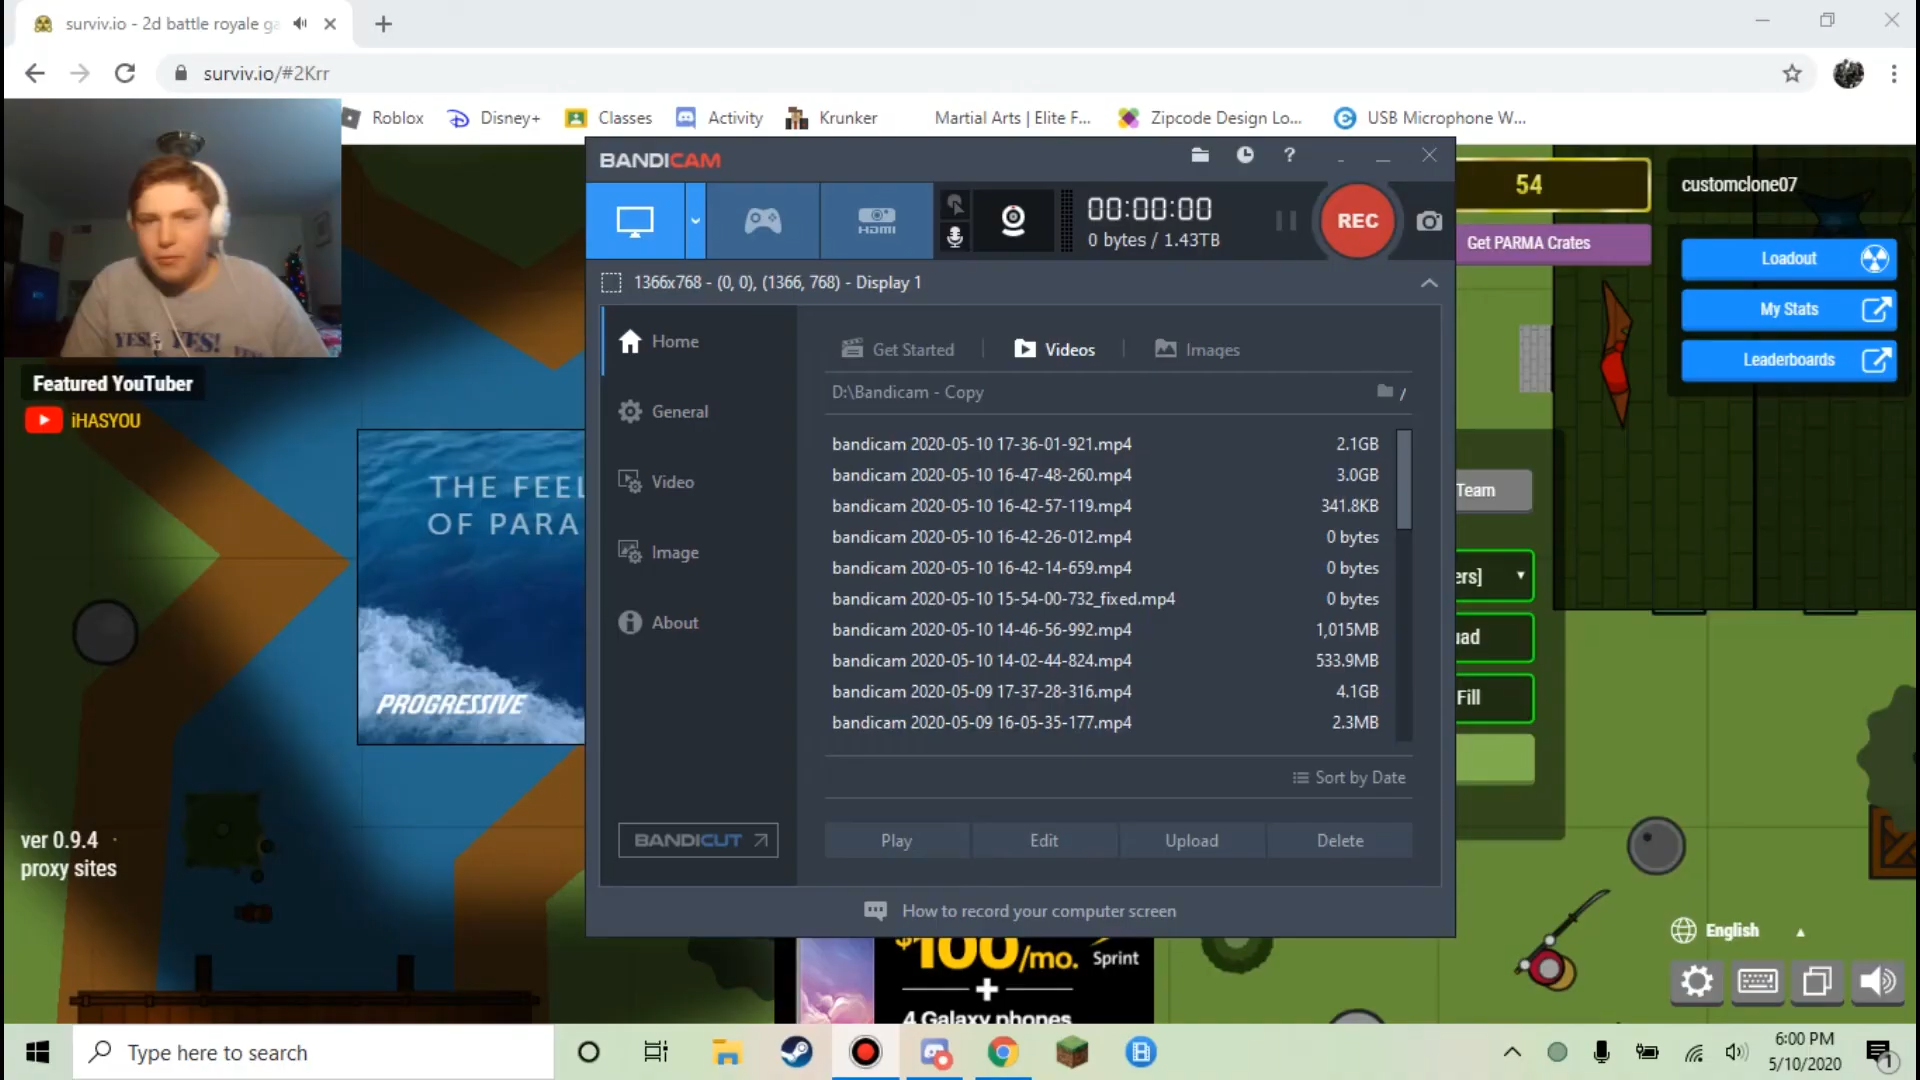 surviv.io - 2d battle royale ga
surviv.io/#2Krr
Roblox
Disney+
Classes
Activity
Krunker
Martial Arts | Elite F...
Zipcode Design Lo...
USB Microphone W...
YES! YES!
Featured YouTuber
iHASYOU
THE FEEL
OF PARA
PROGRESSIVE
ver 0.9.4
proxy sites
BANDICAM
?
HDMI
00:00:00
0 bytes / 1.43TB
REC
1366x768 - (0, 0), (1366, 768) - Display 1
Home
General
Video
Image
About
BANDICUT
Get Started
Videos
Images
D:\Bandicam - Copy
/
bandicam 2020-05-10 17-36-01-921.mp4 2.1GB
bandicam 2020-05-10 16-47-48-260.mp4 3.0GB
bandicam 2020-05-10 16-42-57-119.mp4 341.8KB
bandicam 2020-05-10 16-42-26-012.mp4 0 bytes
bandicam 2020-05-10 16-42-14-659.mp4 0 bytes
bandicam 2020-05-10 15-54-00-732_fixed.mp4 0 bytes
bandicam 2020-05-10 14-46-56-992.mp4 1,015MB
bandicam 2020-05-10 14-02-44-824.mp4 533.9MB
bandicam 2020-05-09 17-37-28-316.mp4 4.1GB
bandicam 2020-05-09 16-05-35-177.mp4 2.3MB
Sort by Date
Play
Edit
Upload
Delete
How to record your computer screen
54
Get PARMA Crates
customclone07
Loadout
My Stats
Leaderboards
Team
ers]
uad
Fill
$100/mo.
Sprint
+
4 Galaxy phones
English
Type here to search
6:00 PM
5/10/2020
1